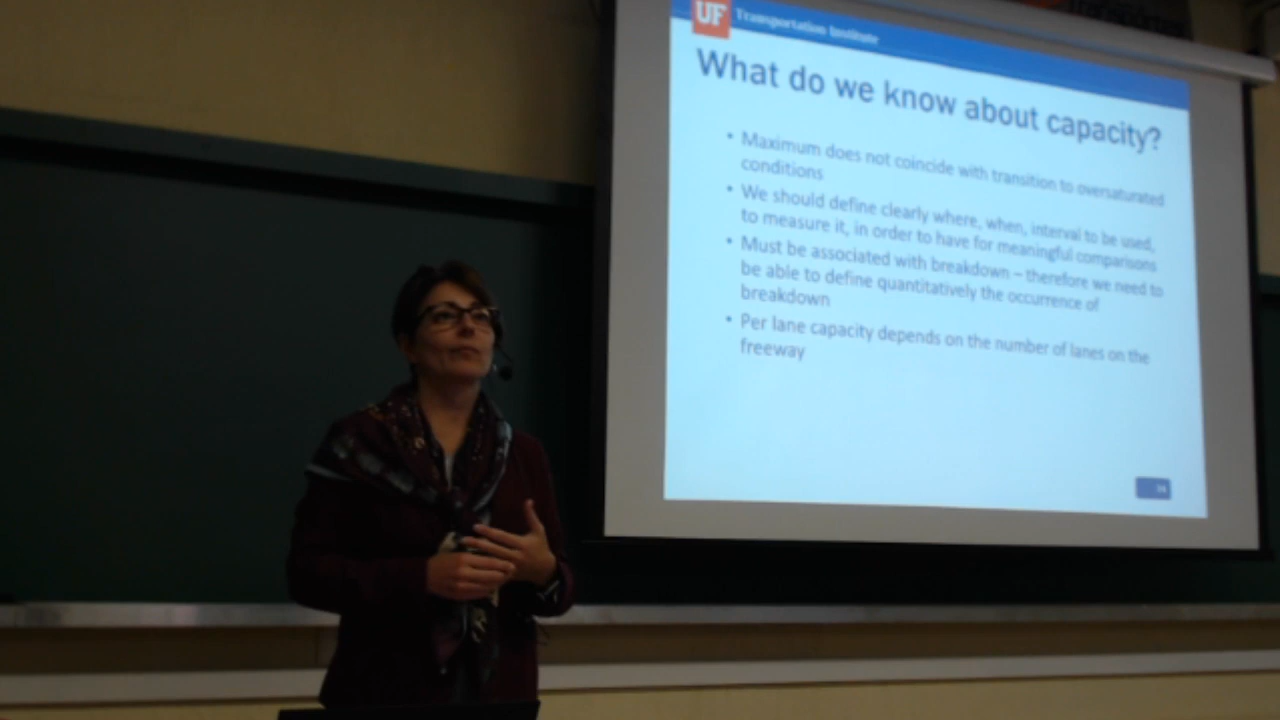 UF Transportation Institute
What do we know about capacity?
• Maximum does not coincide with transition to oversaturated
conditions
• We should define clearly where, when, interval to be used,
to measure it, in order to have for meaningful comparisons
• Must be associated with breakdown – therefore we need to
be able to define quantitatively the occurrence of
breakdown
• Per lane capacity depends on the number of lanes on the
freeway